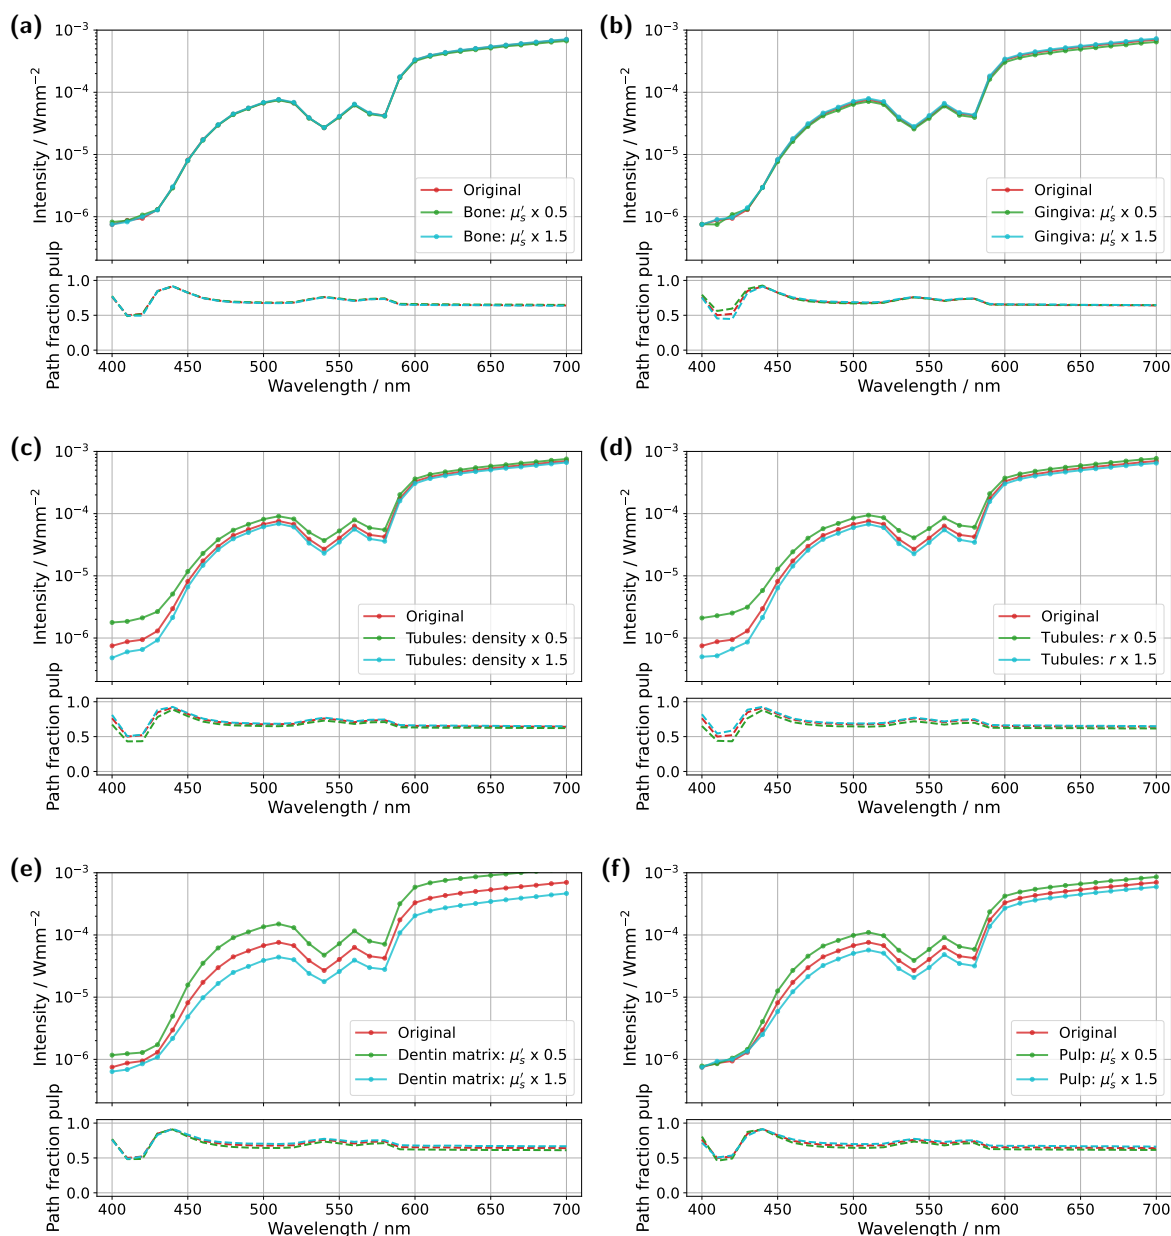 (a)
Intensity / Wmm⁻²
10⁻³
10⁻⁴
10⁻⁵
10⁻⁶
Original
Bone: μ′ₛ x 0.5
Bone: μ′ₛ x 1.5
Path fraction pulp
1.0
0.5
0.0
400 450 500 550 600 650 700
Wavelength / nm
(b)
Intensity / Wmm⁻²
10⁻³
10⁻⁴
10⁻⁵
10⁻⁶
Original
Gingiva: μ′ₛ x 0.5
Gingiva: μ′ₛ x 1.5
Path fraction pulp
1.0
0.5
0.0
400 450 500 550 600 650 700
Wavelength / nm
(c)
Intensity / Wmm⁻²
10⁻³
10⁻⁴
10⁻⁵
10⁻⁶
Original
Tubules: density x 0.5
Tubules: density x 1.5
Path fraction pulp
1.0
0.5
0.0
400 450 500 550 600 650 700
Wavelength / nm
(d)
Intensity / Wmm⁻²
10⁻³
10⁻⁴
10⁻⁵
10⁻⁶
Original
Tubules: r x 0.5
Tubules: r x 1.5
Path fraction pulp
1.0
0.5
0.0
400 450 500 550 600 650 700
Wavelength / nm
(e)
Intensity / Wmm⁻²
10⁻³
10⁻⁴
10⁻⁵
10⁻⁶
Original
Dentin matrix: μ′ₛ x 0.5
Dentin matrix: μ′ₛ x 1.5
Path fraction pulp
1.0
0.5
0.0
400 450 500 550 600 650 700
Wavelength / nm
(f)
Intensity / Wmm⁻²
10⁻³
10⁻⁴
10⁻⁵
10⁻⁶
Original
Pulp: μ′ₛ x 0.5
Pulp: μ′ₛ x 1.5
Path fraction pulp
1.0
0.5
0.0
400 450 500 550 600 650 700
Wavelength / nm